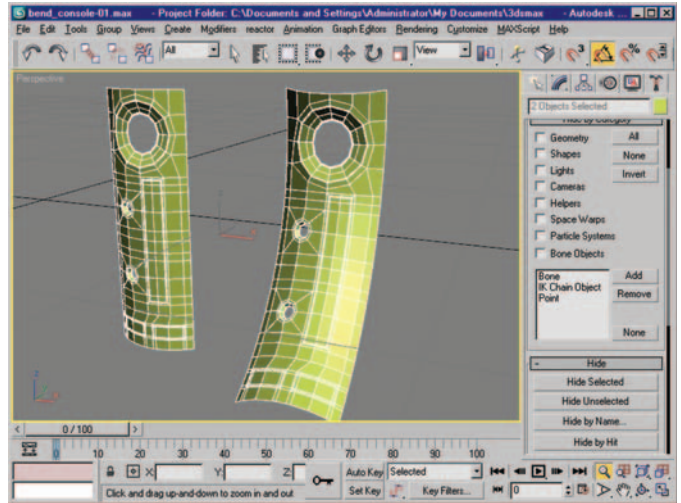 bend_console-01.max - Project Folder: C:\Documents and Settings\Administrator\My Documents\3dsmax - Autodesk ...
File Edit Tools Group Views Create Modifiers reactor Animation Graph Editors Rendering Customize MAXScript Help
All
View
3
%
Perspective
2 Objects Selected
Hide by Category
Geometry
All
Shapes
None
Lights
Invert
Cameras
Helpers
Space Warps
Particle Systems
Bone Objects
Bone
Add
IK Chain Object
Remove
Point
None
- Hide
Hide Selected
Hide Unselected
Hide by Name...
Hide by Hit
z
< 0 / 100 >
0 10 20 30 40 50 60 70 80 90 100
X: Y: Z:
Auto Key Selected
Click and drag up-and-down to zoom in and out
Set Key Key Filters...
0